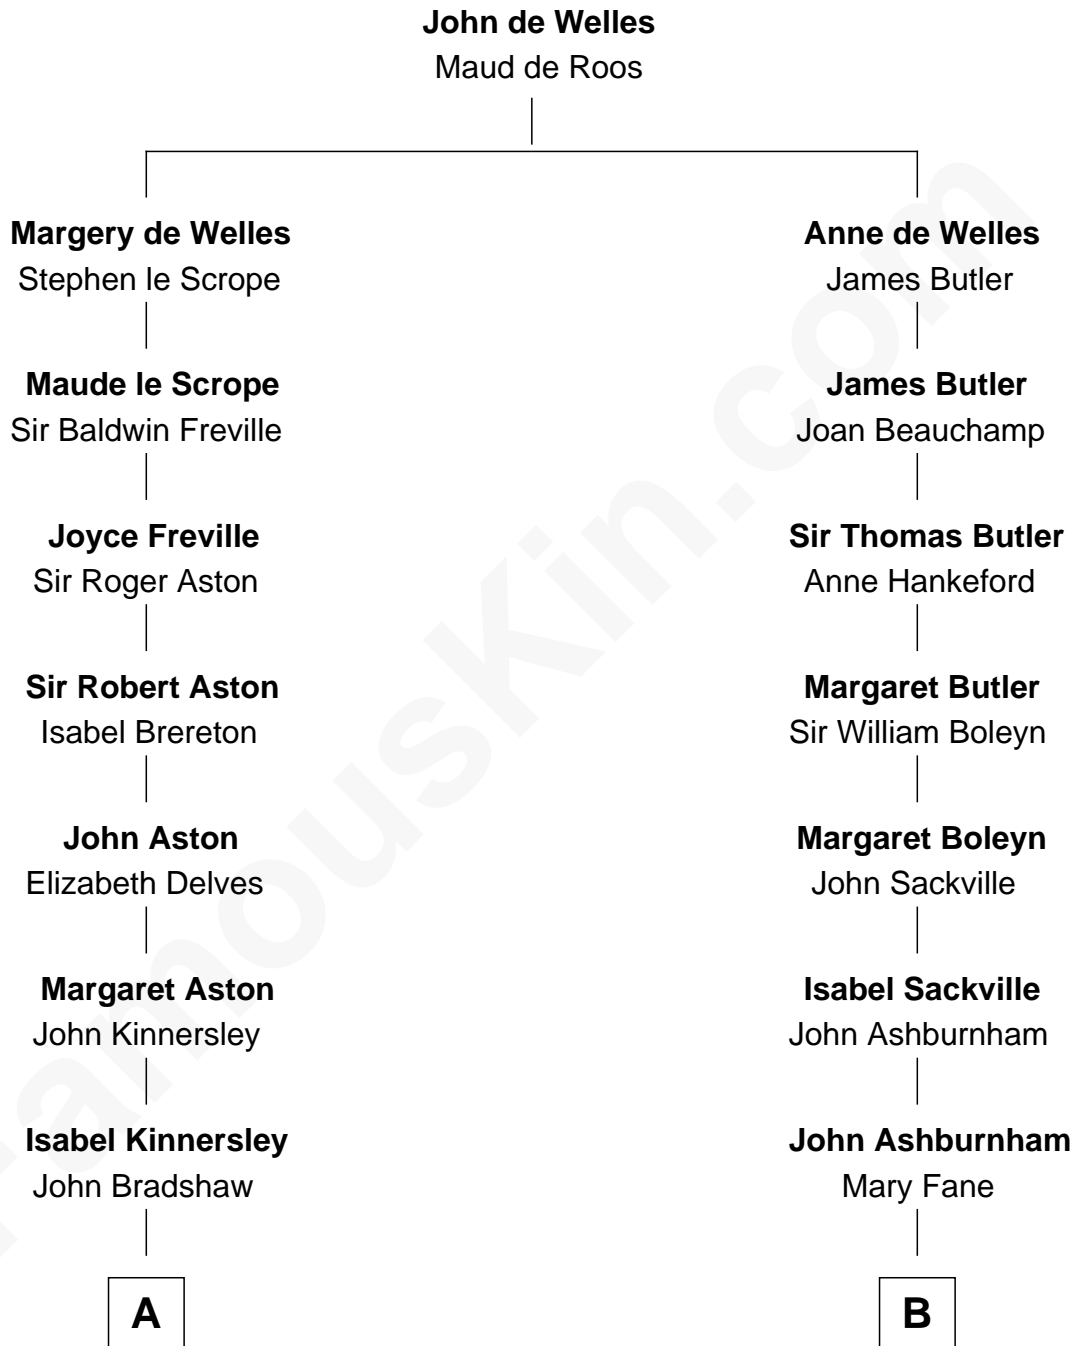 John de Welles
Maud de Roos
Margery de Welles
Stephen le Scrope
Maude le Scrope
Sir Baldwin Freville
Joyce Freville
Sir Roger Aston
Sir Robert Aston
Isabel Brereton
John Aston
Elizabeth Delves
Margaret Aston
John Kinnersley
Isabel Kinnersley
John Bradshaw
A
Anne de Welles
James Butler
James Butler
Joan Beauchamp
Sir Thomas Butler
Anne Hankeford
Margaret Butler
Sir William Boleyn
Margaret Boleyn
John Sackville
Isabel Sackville
John Ashburnham
John Ashburnham
Mary Fane
B
FamousKin.com